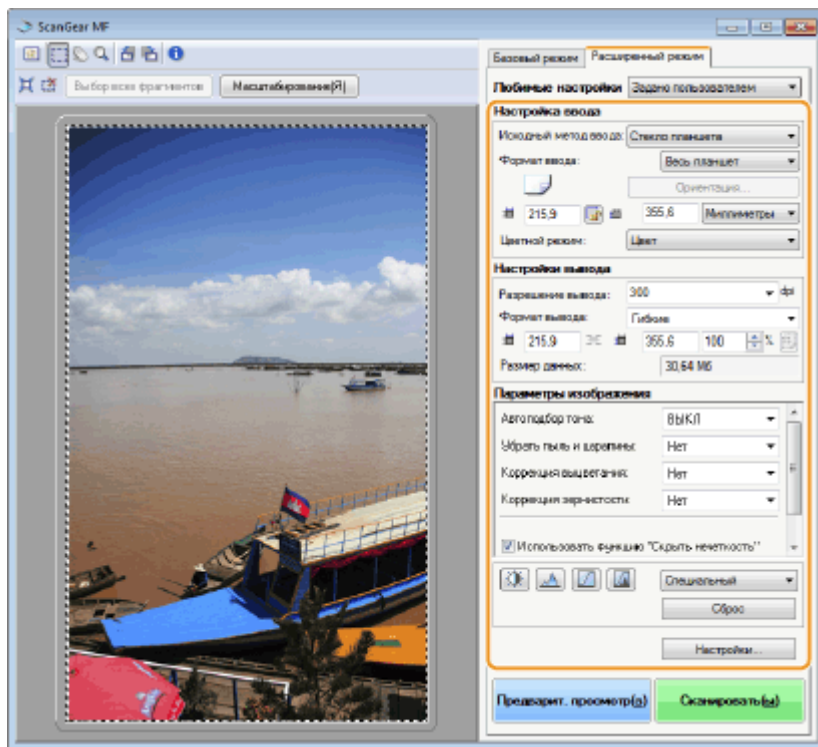 ScanGear MF
Выбор всех фрагментов
Масштабирование(Я)
Базовый режим
Расширенный режим
Любимые настройки
Задано пользователем
Настройка ввода
Исходный метод ввода:
Стекло планшета
Формат ввода:
Весь планшет
Ориентация...
215,9
355,6
Миллиметры
Цветной режим:
Цвет
Настройки вывода
Разрешение вывода:
300
dpi
Формат вывода:
Гибкие
215,9
355,6
100
%
Размер данных:
30,64 Мб
Параметры изображения
Автоподбор тона:
ВЫКЛ
Убрать пыль и царапины:
Нет
Коррекция выцветания:
Нет
Коррекция зернистости:
Нет
Использовать функцию "Скрыть нечеткость"
Специальный
Сброс
Настройки...
Предварит. просмотр(о)
Сканировать(ы)